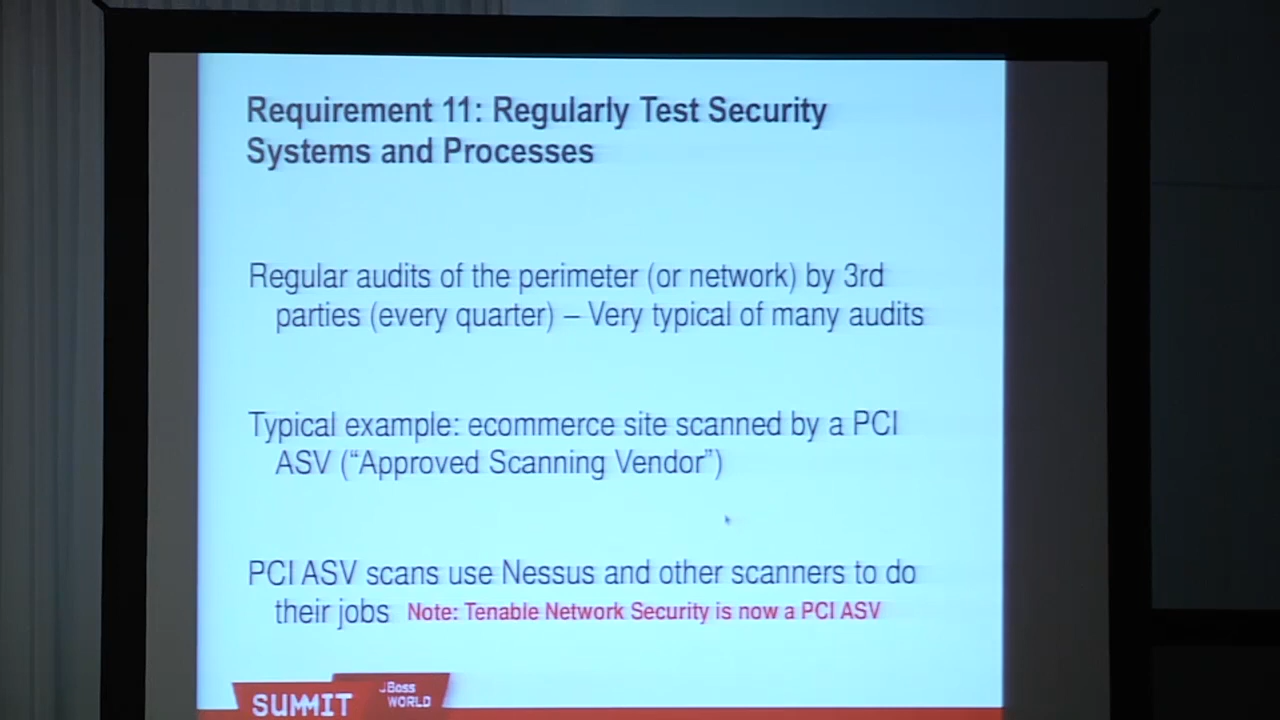 Requirement 11: Regularly Test Security
Systems and Processes
Regular audits of the perimeter (or network) by 3rd
parties (every quarter) – Very typical of many audits
Typical example: ecommerce site scanned by a PCI
ASV (“Approved Scanning Vendor”)
PCI ASV scans use Nessus and other scanners to do
their jobs Note: Tenable Network Security is now a PCI ASV
SUMMIT
JBoss
WORLD